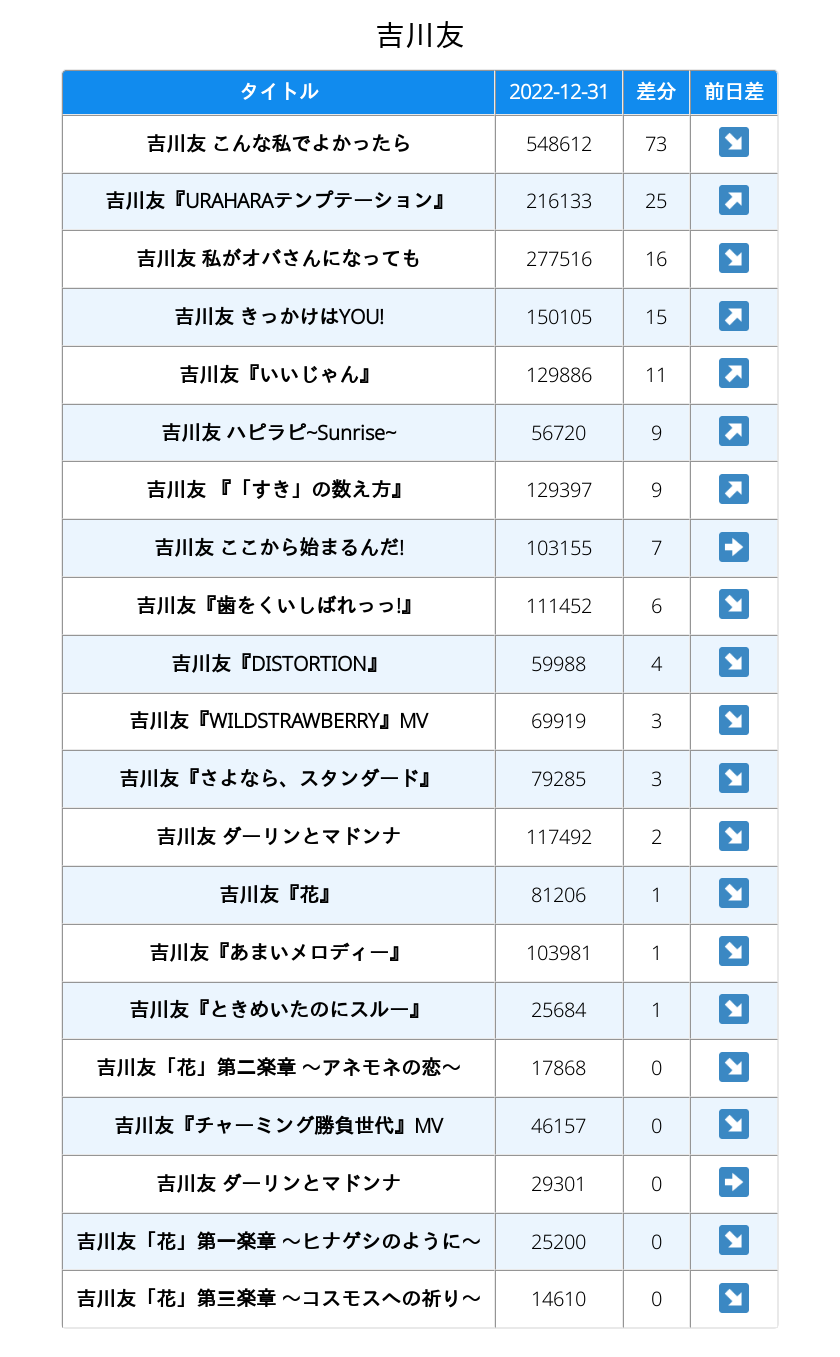 吉川友
タイトル 2022-12-31 差分 前日差
吉川友 こんな私でよかったら 548612 73 ↘
吉川友『URAHARAテンプテーション』 216133 25 ↗
吉川友 私がオバさんになっても 277516 16 ↘
吉川友 きっかけはYOU! 150105 15 ↗
吉川友『いいじゃん』 129886 11 ↗
吉川友 ハピラピ~Sunrise~ 56720 9 ↗
吉川友 『「すき」の数え方』 129397 9 ↗
吉川友 ここから始まるんだ! 103155 7 ➡
吉川友『歯をくいしばれっっ!』 111452 6 ↘
吉川友『DISTORTION』 59988 4 ↘
吉川友『WILDSTRAWBERRY』MV 69919 3 ↘
吉川友『さよなら、スタンダード』 79285 3 ↘
吉川友 ダーリンとマドンナ 117492 2 ↘
吉川友『花』 81206 1 ↘
吉川友『あまいメロディー』 103981 1 ↘
吉川友『ときめいたのにスルー』 25684 1 ↘
吉川友「花」第二楽章 〜アネモネの恋〜 17868 0 ↘
吉川友『チャーミング勝負世代』MV 46157 0 ↘
吉川友 ダーリンとマドンナ 29301 0 ➡
吉川友「花」第一楽章 〜ヒナゲシのように〜 25200 0 ↘
吉川友「花」第三楽章 〜コスモスへの祈り〜 14610 0 ↘